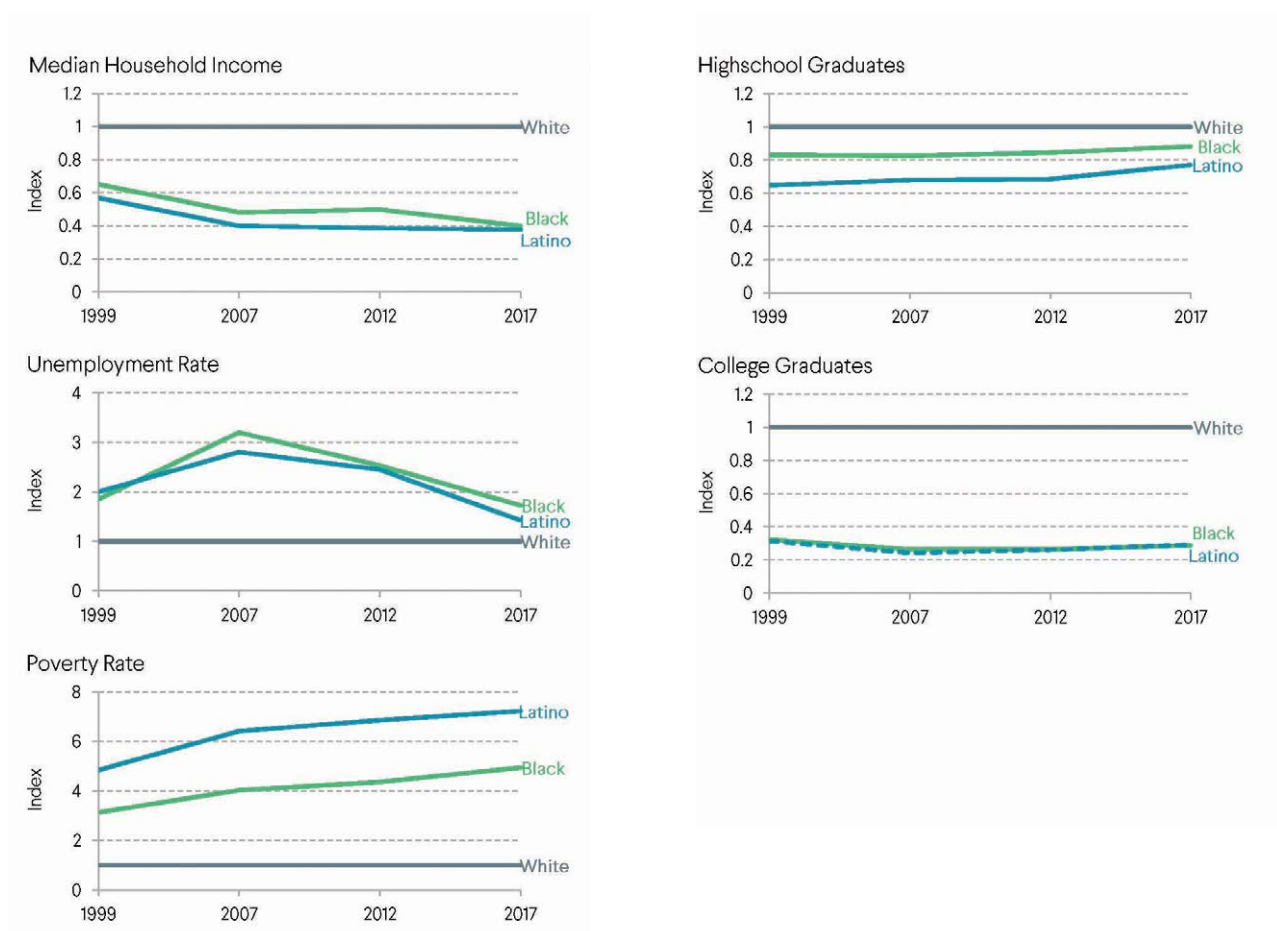 Median Household Income
1.2
1
0.8
0.6
0.4
0.2
0
Index
White
Black
Latino
1999 2007 2012 2017
Highschool Graduates
1.2
1
0.8
0.6
0.4
0.2
0
Index
White
Black
Latino
1999 2007 2012 2017
Unemployment Rate
4
3
2
1
0
Index
Black
Latino
White
1999 2007 2012 2017
College Graduates
1.2
1
0.8
0.6
0.4
0.2
0
Index
White
Black
Latino
1999 2007 2012 2017
Poverty Rate
8
6
4
2
0
Index
Latino
Black
White
1999 2007 2012 2017